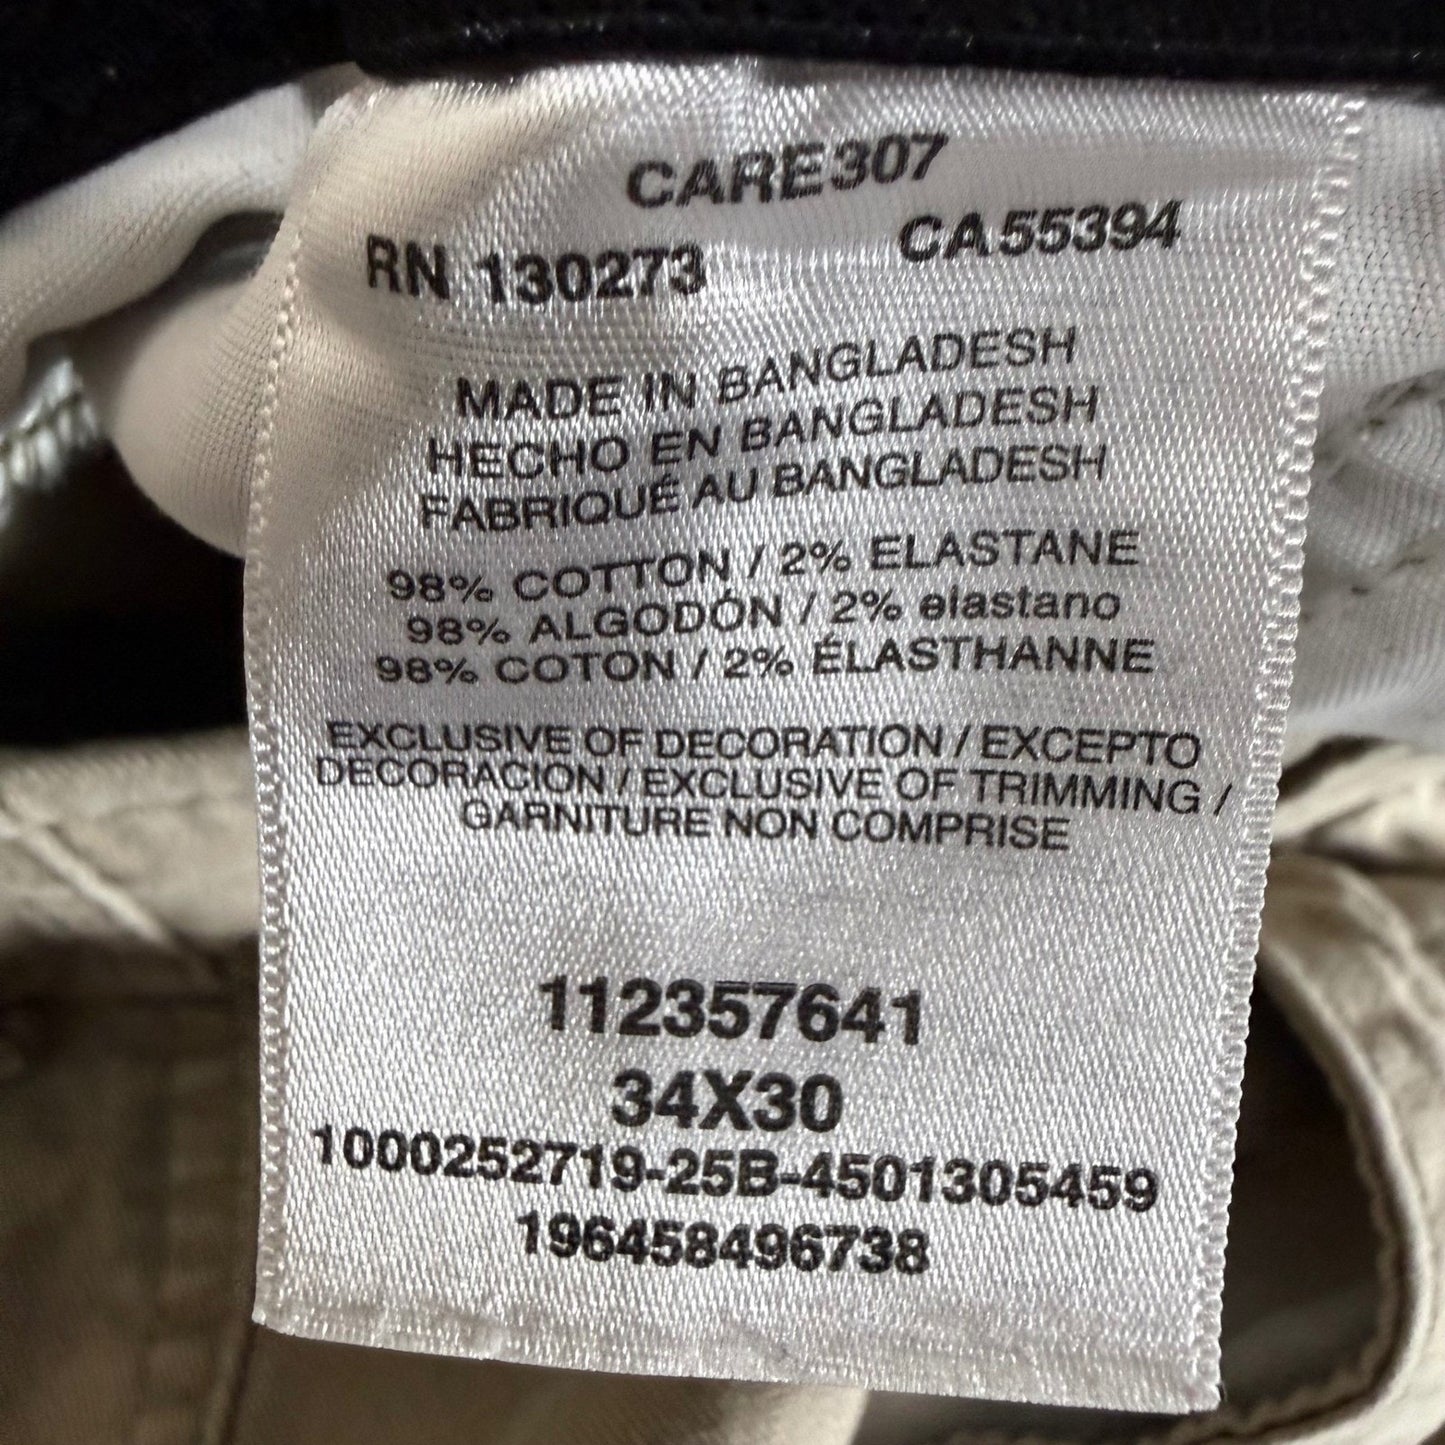 CARE307
RN 130273 CA55394
MADE IN BANGLADESH
HECHO EN BANGLADESH
FABRIQUÉ AU BANGLADESH
98% COTTON / 2% ELASTANE
98% ALGODÓN / 2% elastano
98% COTON / 2% ÉLASTHANNE
EXCLUSIVE OF DECORATION / EXCEPTO
DECORACION / EXCLUSIVE OF TRIMMING /
GARNITURE NON COMPRISE
112357641
34X30
1000252719-25B-4501305459
196458496738